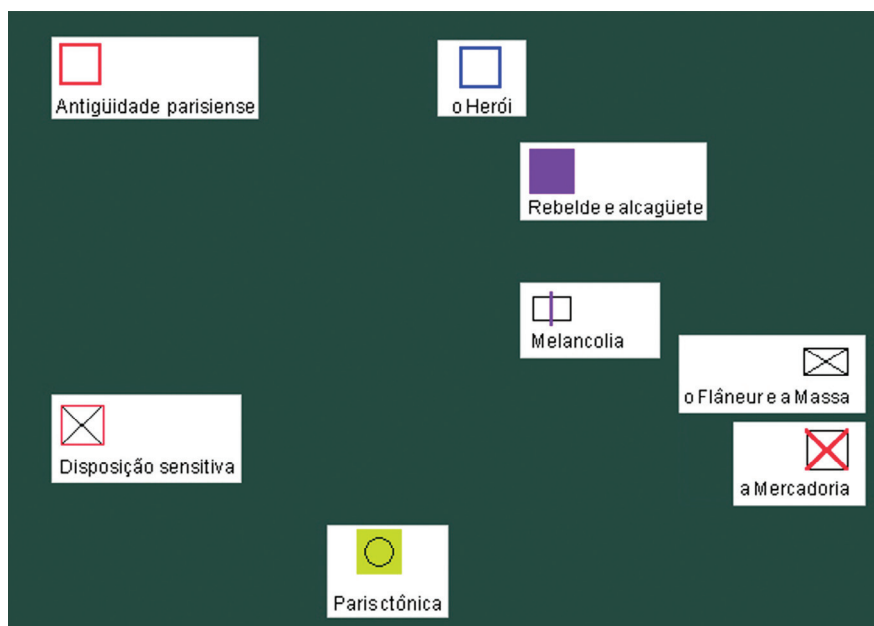 Antigüidade parisiense
o Herói
Rebelde e alcagüete
Melancolia
o Flâneur e a Massa
Disposição sensitiva
a Mercadoria
Paris ctônica